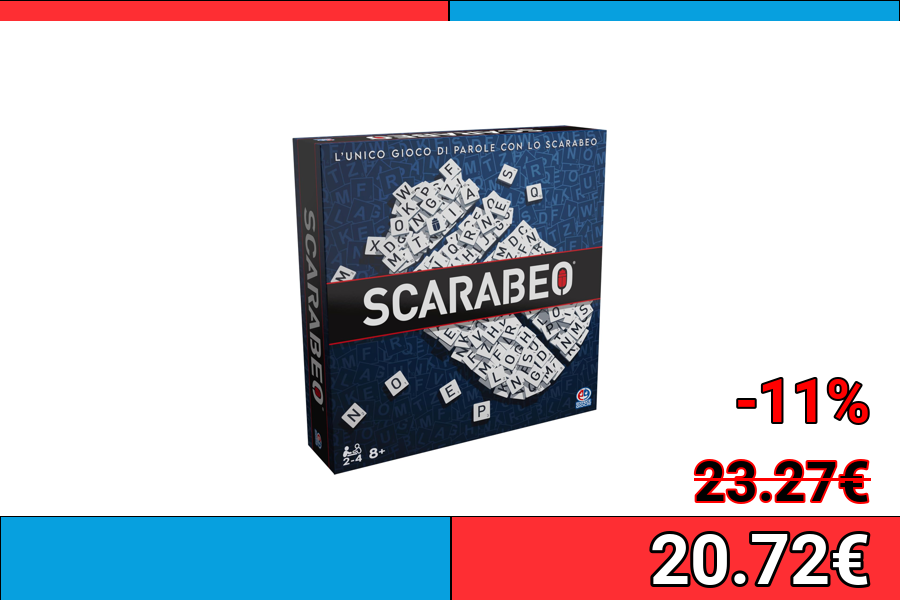 L'UNICO GIOCO DI PAROLE CON LO SCARABEO
SCARABEO
SCARABEO
2-4 8+
-11%
23.27€
20.72€